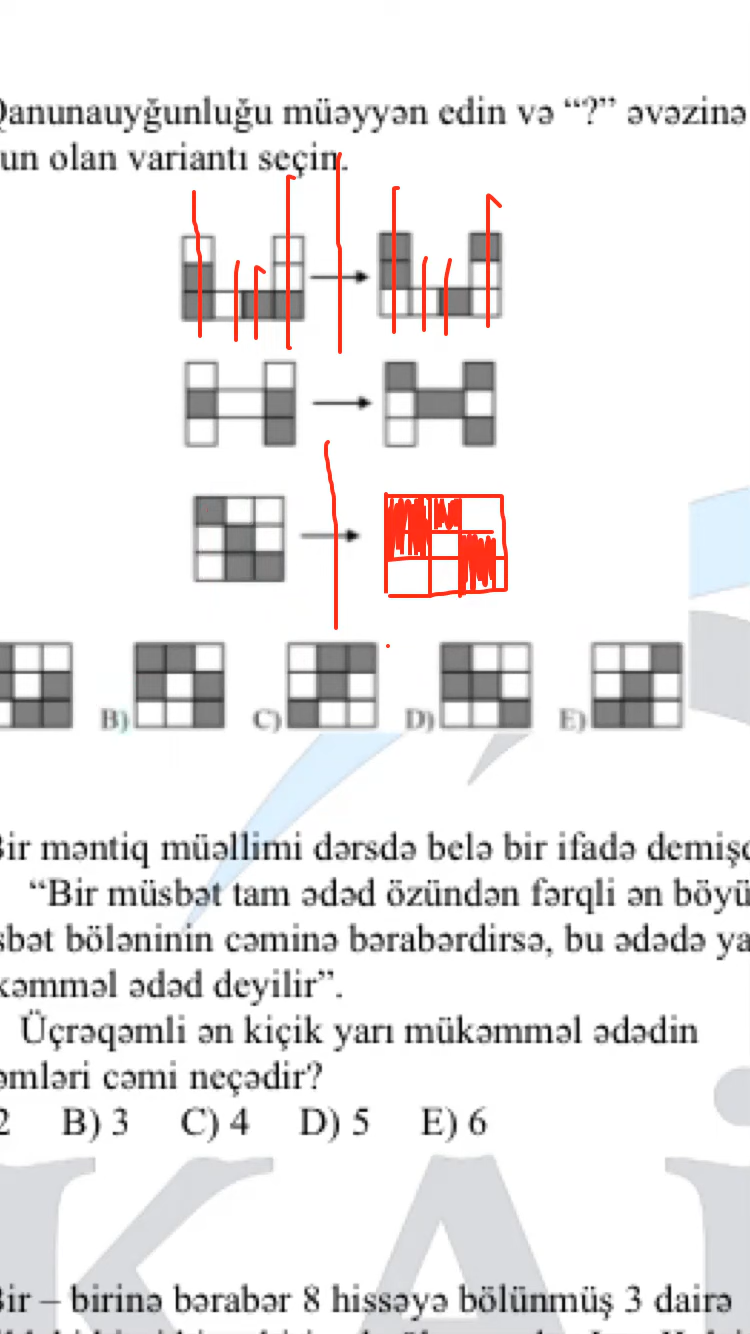 Qanunauyğunluğu müəyyən edin və “?” əvəzinə
un olan variantı seçin.
B) C) D) E)
Bir məntiq müəllimi dərsdə belə bir ifadə demişd
“Bir müsbət tam ədəd özündən fərqli ən böyü
sbət böləninin cəminə bərabərdirsə, bu ədədə ya
kəmməl ədəd deyilir”.
Üçrəqəmli ən kiçik yarı mükəmməl ədədin
əmləri cəmi neçədir?
2 B) 3 C) 4 D) 5 E) 6
KAİ
Bir – birinə bərabər 8 hissəyə bölünmüş 3 dairə